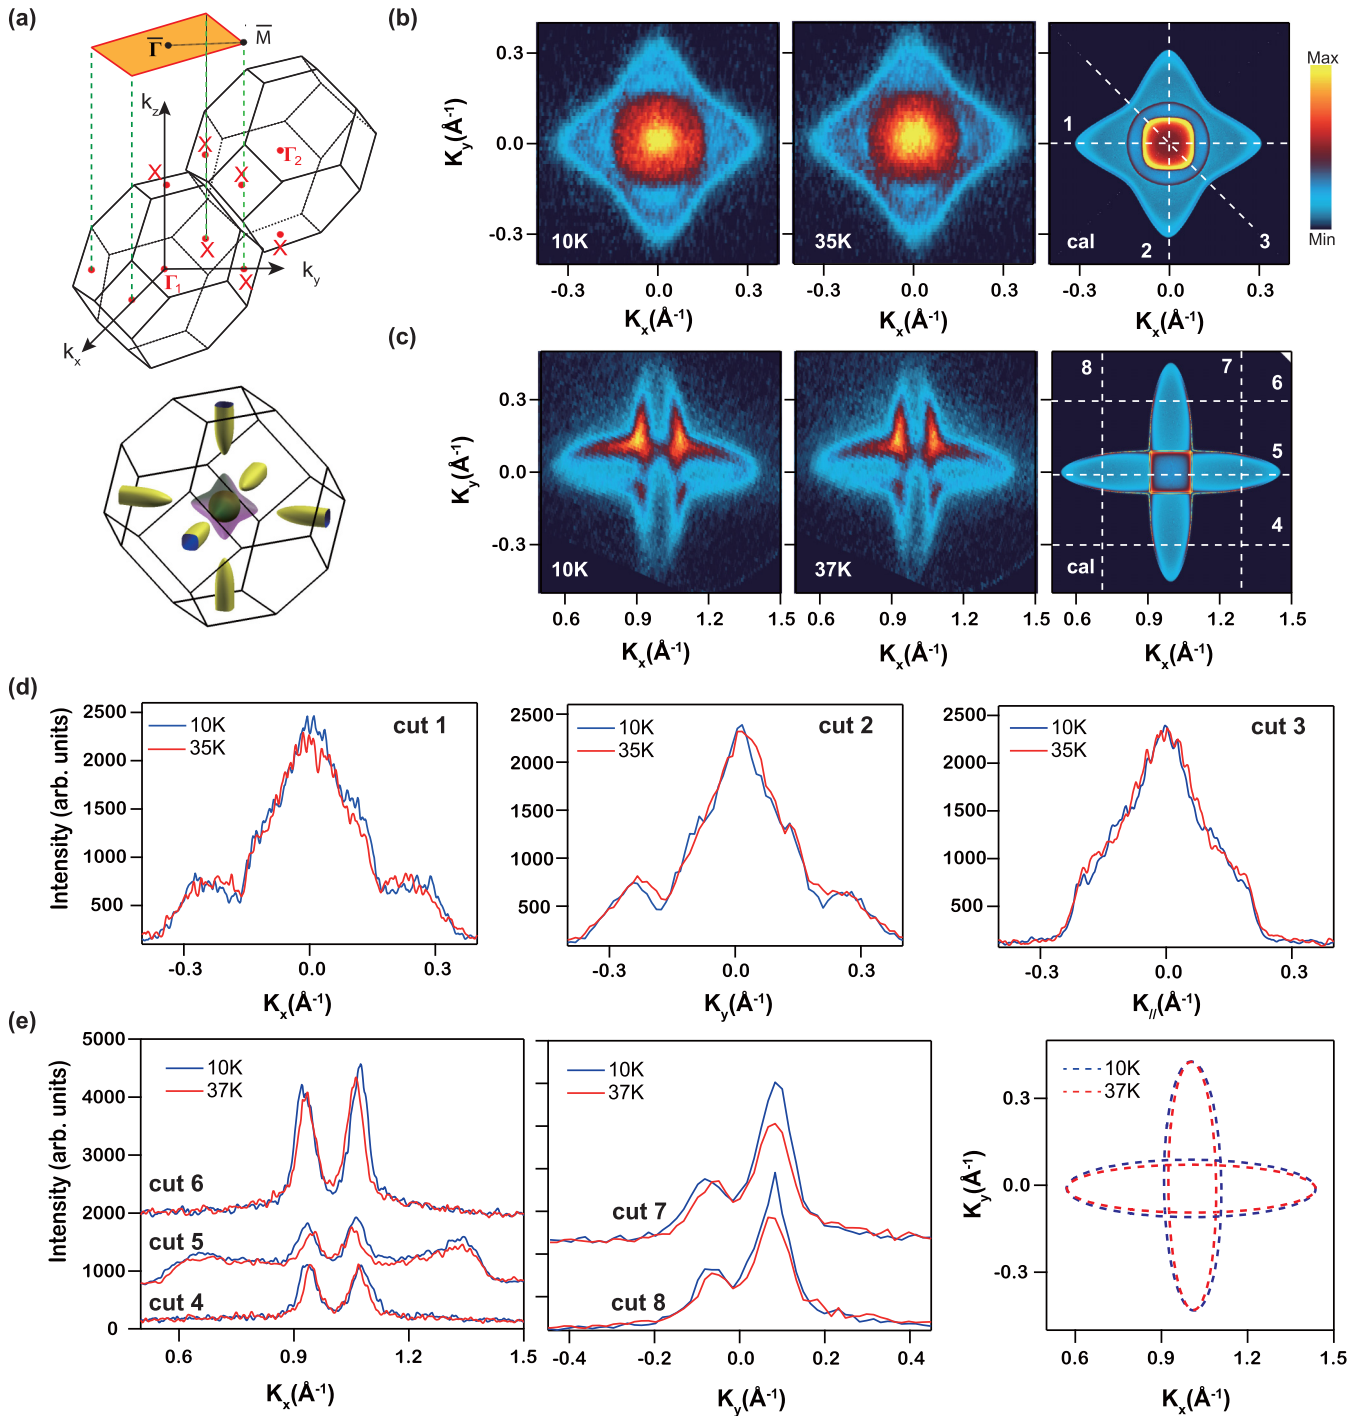 (a)
Γ̅ M̅
k_z
X X Γ₂
X X
X X
Γ₁ k_y
k_x
(b)
K_y(Å⁻¹)
0.3
0.0
-0.3
10K 35K cal
1 2 3
Max
Min
-0.3 0.0 0.3 -0.3 0.0 0.3 -0.3 0.0 0.3
K_x(Å⁻¹) K_x(Å⁻¹) K_x(Å⁻¹)
(c)
K_y(Å⁻¹)
0.3
0.0
-0.3
10K 37K cal
8 7 6
5
4
0.6 0.9 1.2 0.6 0.9 1.2 0.6 0.9 1.2 1.5
K_x(Å⁻¹) K_x(Å⁻¹) K_x(Å⁻¹)
(d)
Intensity (arb. units)
2500
2000
1500
1000
500
10K
35K
cut 1
-0.3 0.0 0.3
K_x(Å⁻¹)
2500
2000
1500
1000
500
10K
35K
cut 2
-0.3 0.0 0.3
K_y(Å⁻¹)
2500
2000
1500
1000
500
10K
35K
cut 3
-0.3 0.0 0.3
K_//(Å⁻¹)
(e)
Intensity (arb. units)
5000
4000
3000
2000
1000
0
10K
37K
cut 6
cut 5
cut 4
0.6 0.9 1.2 1.5
K_x(Å⁻¹)
10K
37K
cut 7
cut 8
-0.4 -0.2 0.0 0.2 0.4
K_y(Å⁻¹)
K_y(Å⁻¹)
0.3
0.0
-0.3
10K
37K
0.6 0.9 1.2 1.5
K_x(Å⁻¹)